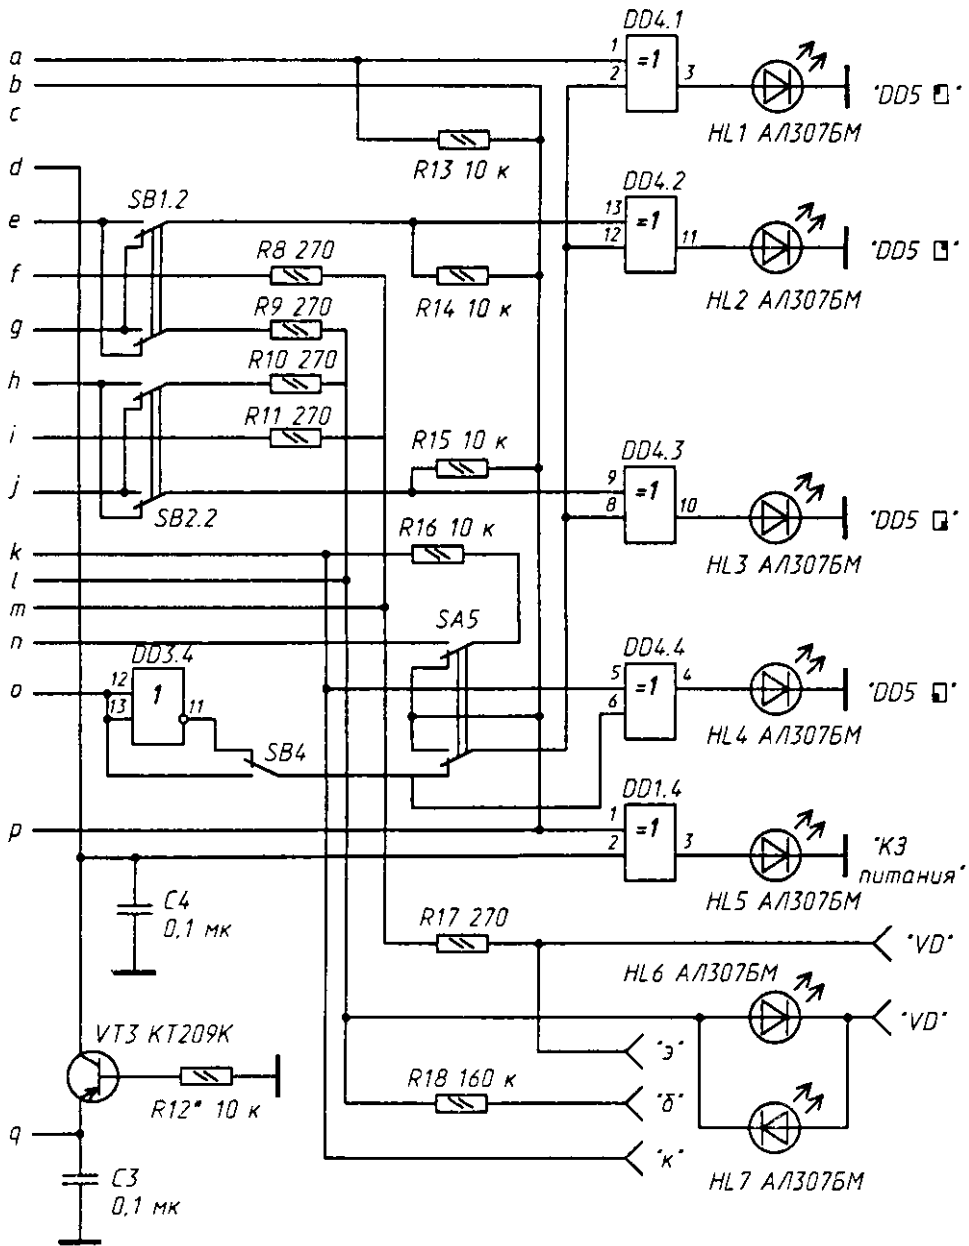 DD4.1
a
1
=1
2
3
b
"DD5 "
c
HL1 АЛ307БМ
R13 10 к
d
DD4.2
SB1.2
e
13
=1
12
11
R8 270
"DD5 "
f
R14 10 к
HL2 АЛ307БМ
R9 270
g
R10 270
h
R11 270
i
R15 10 к
DD4.3
9
=1
j
8
10
SB2.2
"DD5 "
R16 10 к
k
HL3 АЛ307БМ
l
m
SA5
n
DD3.4
DD4.4
12
1
5
=1
4
o
13
11
6
"DD5 "
SB4
HL4 АЛ307БМ
DD1.4
1
=1
p
2
3
"КЗ
питания"
C4
HL5 АЛ307БМ
0,1 мк
R17 270
"VD"
HL6 АЛ307БМ
VT3 КТ209К
"VD"
"э"
R18 160 к
R12* 10 к
"б"
q
"к"
C3
0,1 мк
HL7 АЛ307БМ